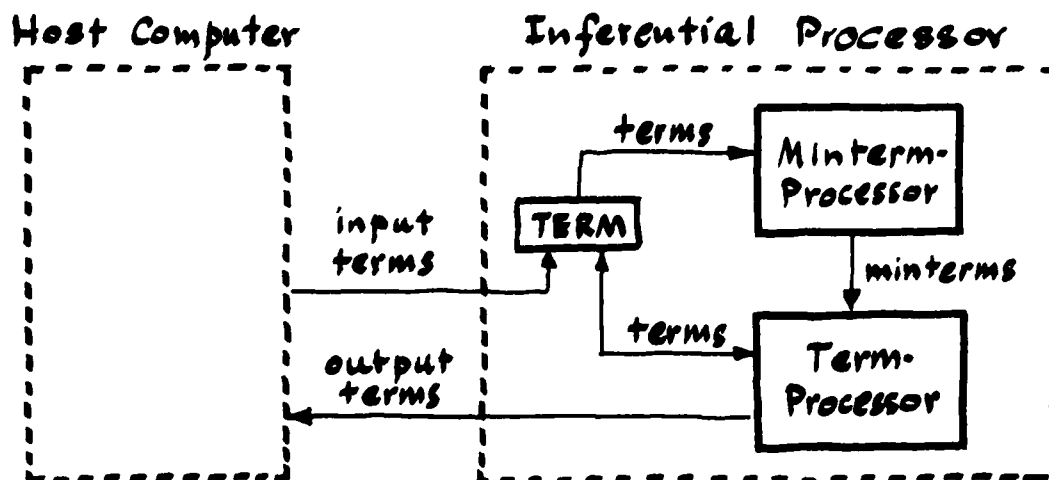 Host Computer
Inferential Processor
terms
Minterm-
Processor
TERM
input
terms
minterms
terms
Term-
Processor
output
terms